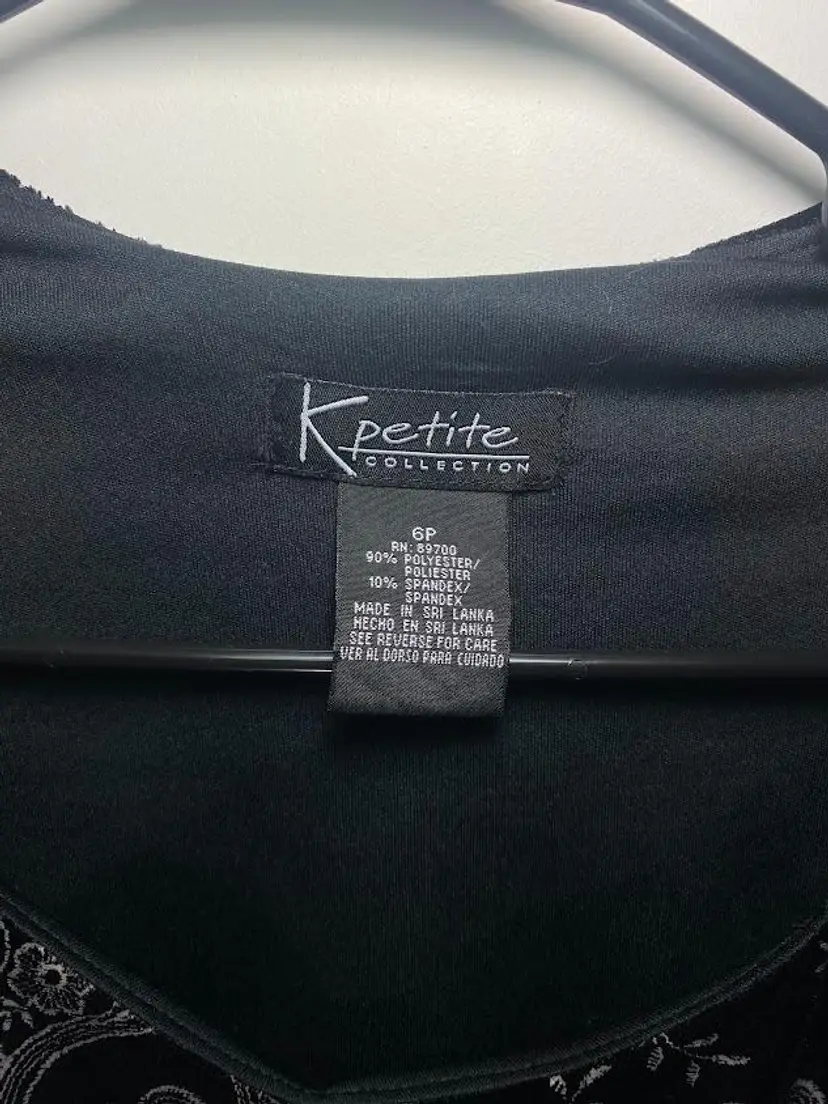 K petite
COLLECTION
6P
RN: 89700
90% POLYESTER/
POLIESTER
10% SPANDEX/
SPANDEX
MADE IN SRI LANKA
HECHO EN SRI LANKA
SEE REVERSE FOR CARE
VER AL DORSO PARA CUIDADO